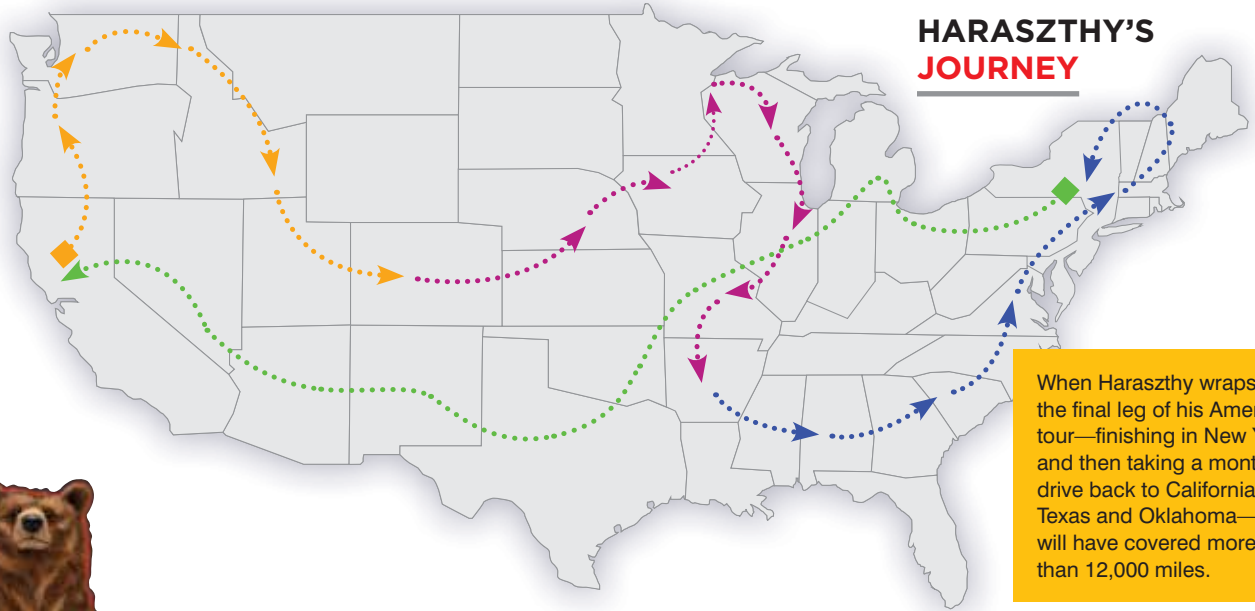 HARASZTHY'S
JOURNEY
When Haraszthy wraps
the final leg of his Amer
tour—finishing in New Y
and then taking a month
drive back to California
Texas and Oklahoma—
will have covered more
than 12,000 miles.